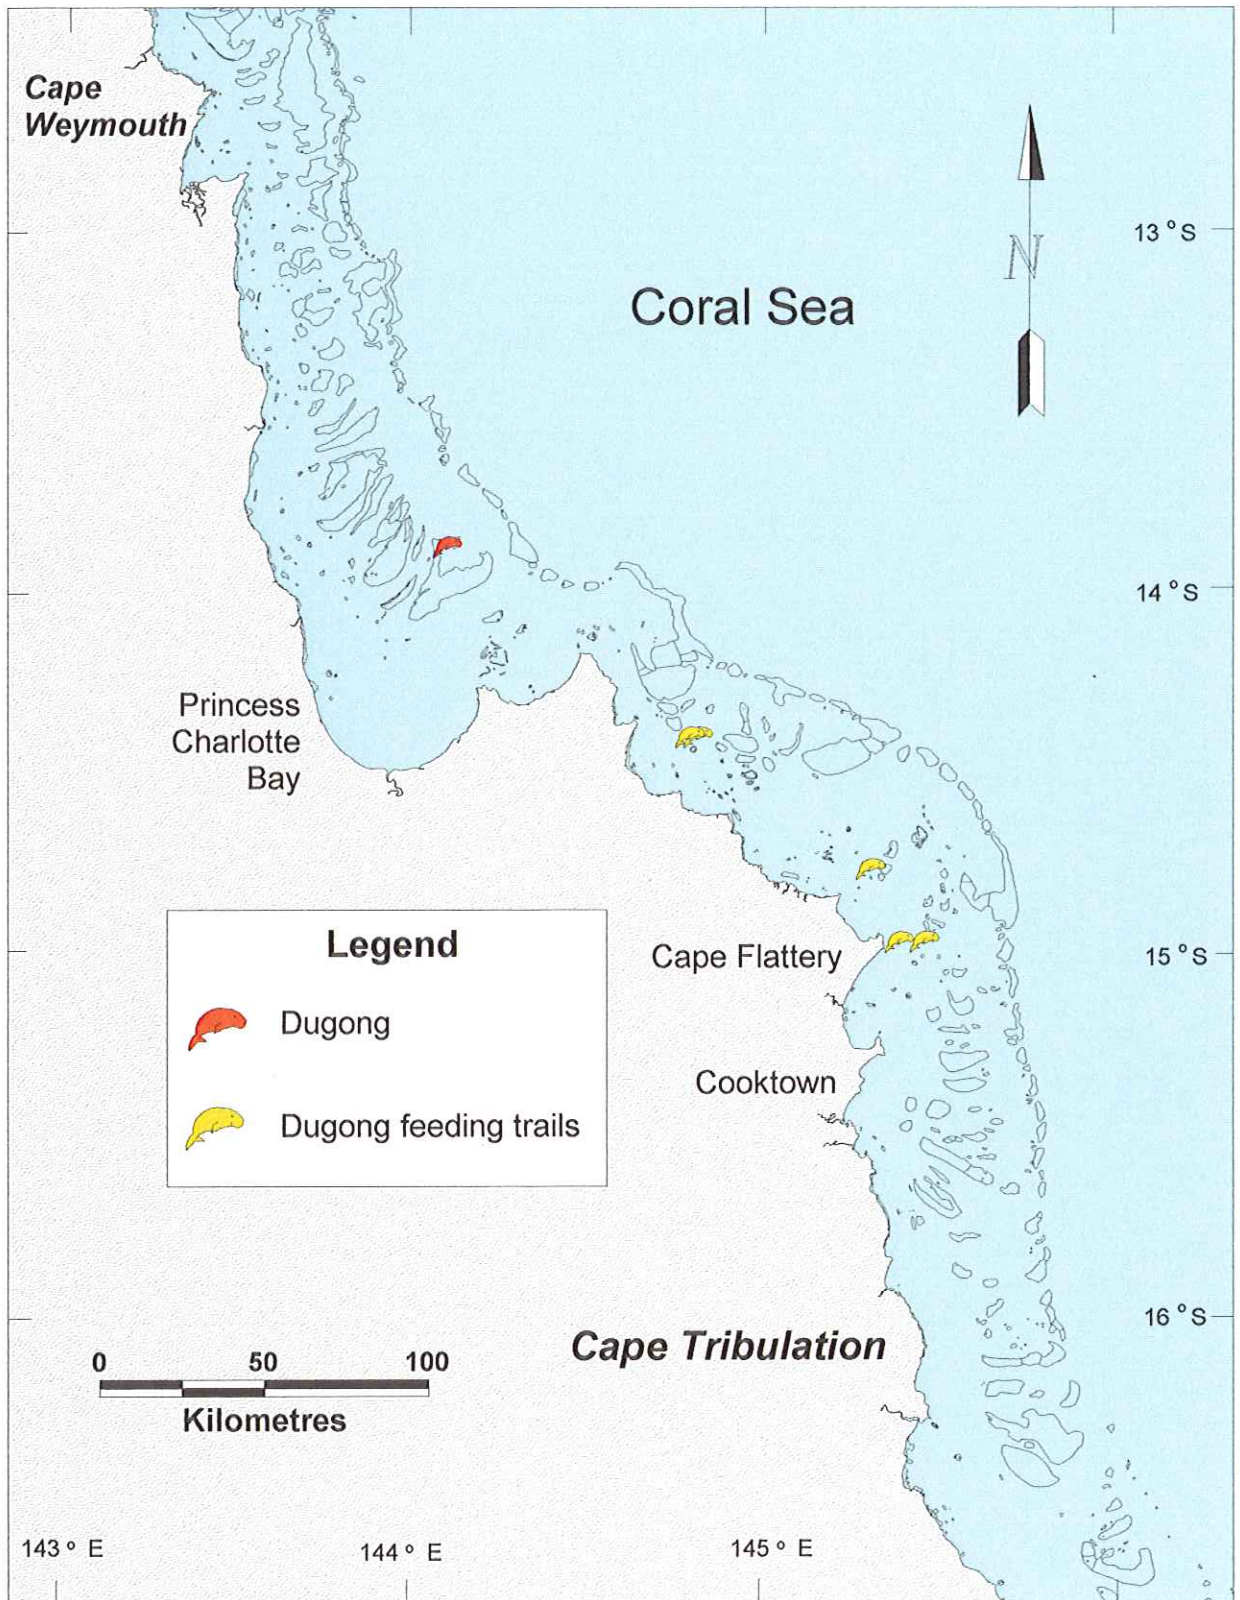 Cape
Weymouth
13 °S
N
Coral Sea
14 °S
Princess
Charlotte
Bay
Legend
Dugong
Dugong feeding trails
Cape Flattery
15 °S
Cooktown
16 °S
Cape Tribulation
0 50 100
Kilometres
143 ° E 144 ° E 145 ° E